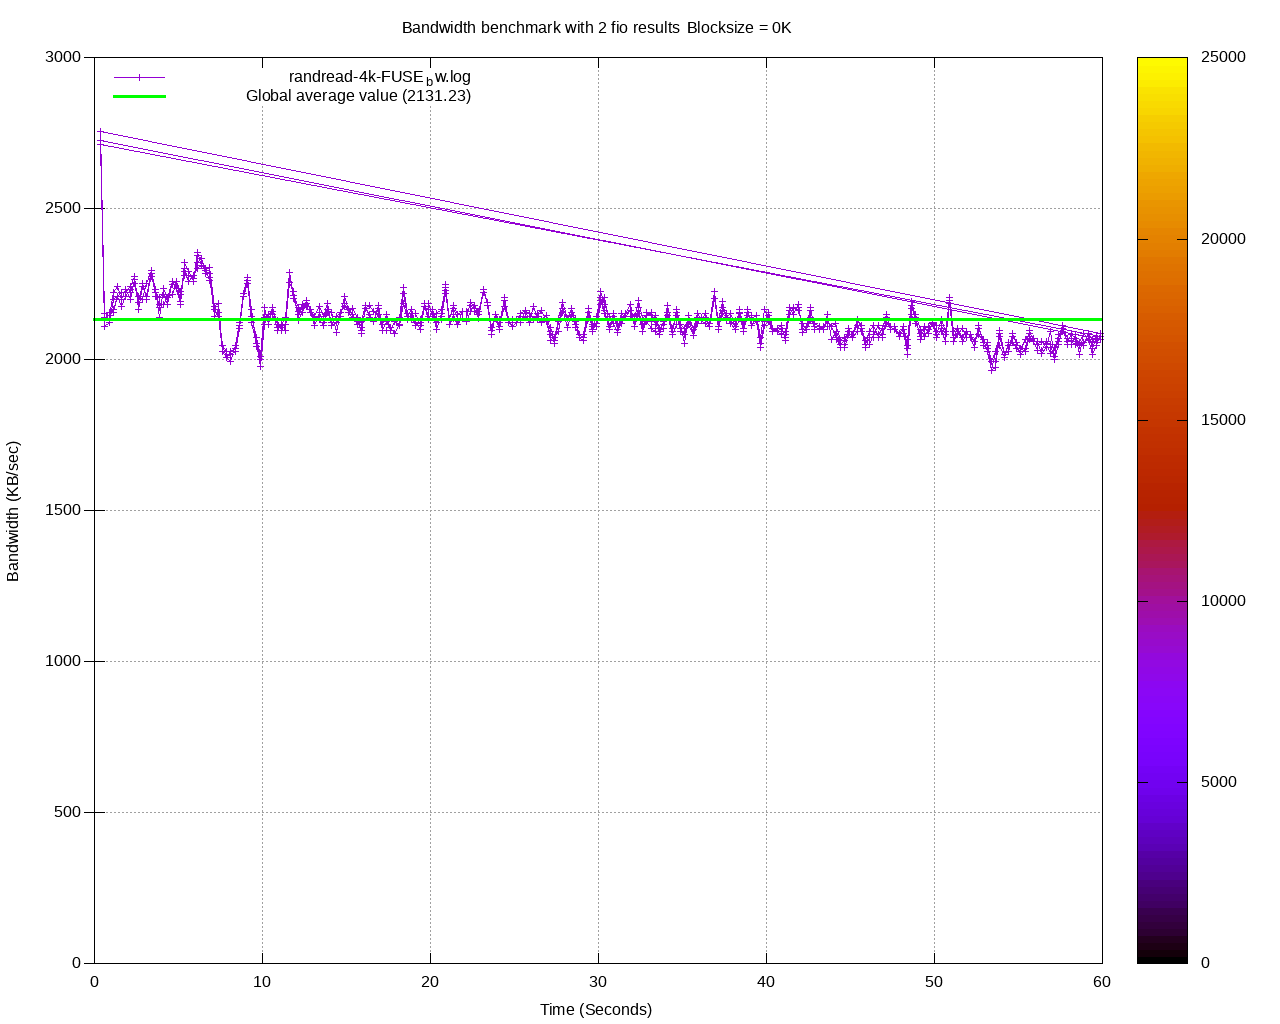 Bandwidth benchmark with 2 fio results Blocksize = 0K
randread-4k-FUSE_bw.log
Global average value (2131.23)
3000
2500
2000
1500
1000
500
0
Bandwidth (KB/sec)
0 10 20 30 40 50 60
Time (Seconds)
25000
20000
15000
10000
5000
0